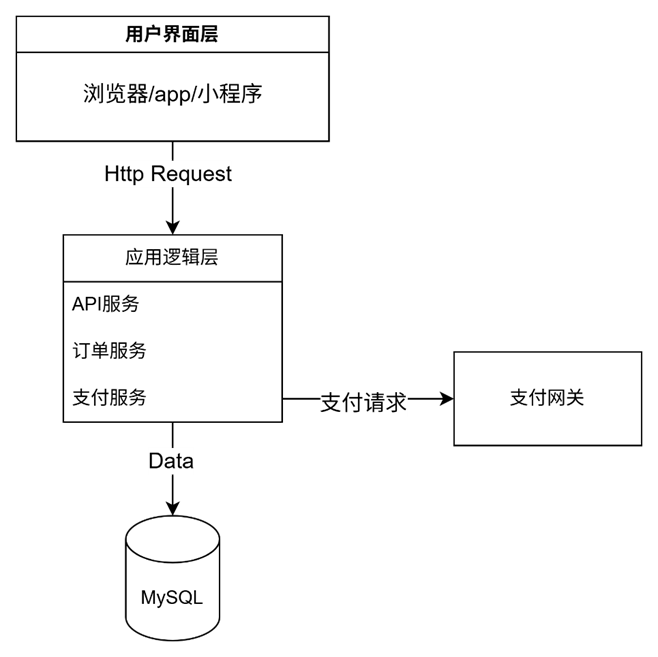 用户界面层
浏览器/app/小程序
Http Request
应用逻辑层
API服务
订单服务
支付服务
支付请求
支付网关
Data
MySQL